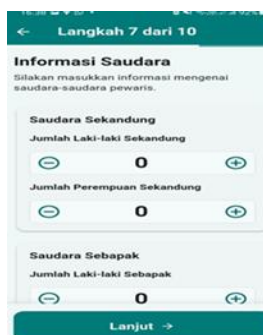 ← Langkah 7 dari 10
Informasi Saudara
Silakan masukkan informasi mengenai
saudara-saudara pewaris.
Saudara Sekandung
Jumlah Laki-laki Sekandung
0
Jumlah Perempuan Sekandung
0
Saudara Sebapak
Jumlah Laki-laki Sebapak
0
Lanjut →